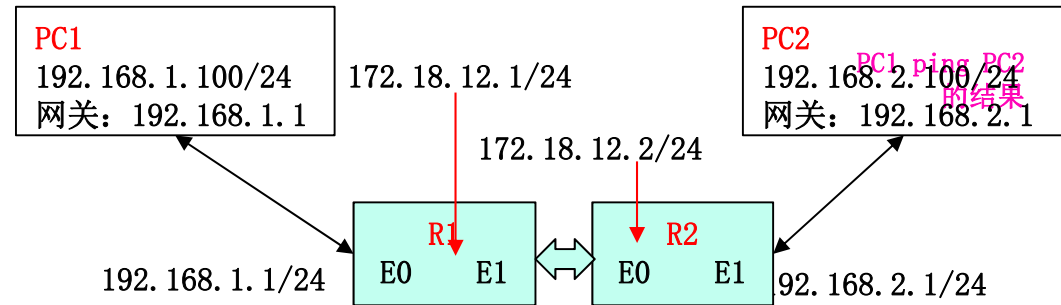 PC1
192.168.1.100/24
网关：192.168.1.1
172.18.12.1/24
172.18.12.2/24
PC2
192.168.2.100/24
网关：192.168.2.1
PC1 ping PC2
的结果
R1
E0 E1
192.168.1.1/24
R2
E0 E1
192.168.2.1/24